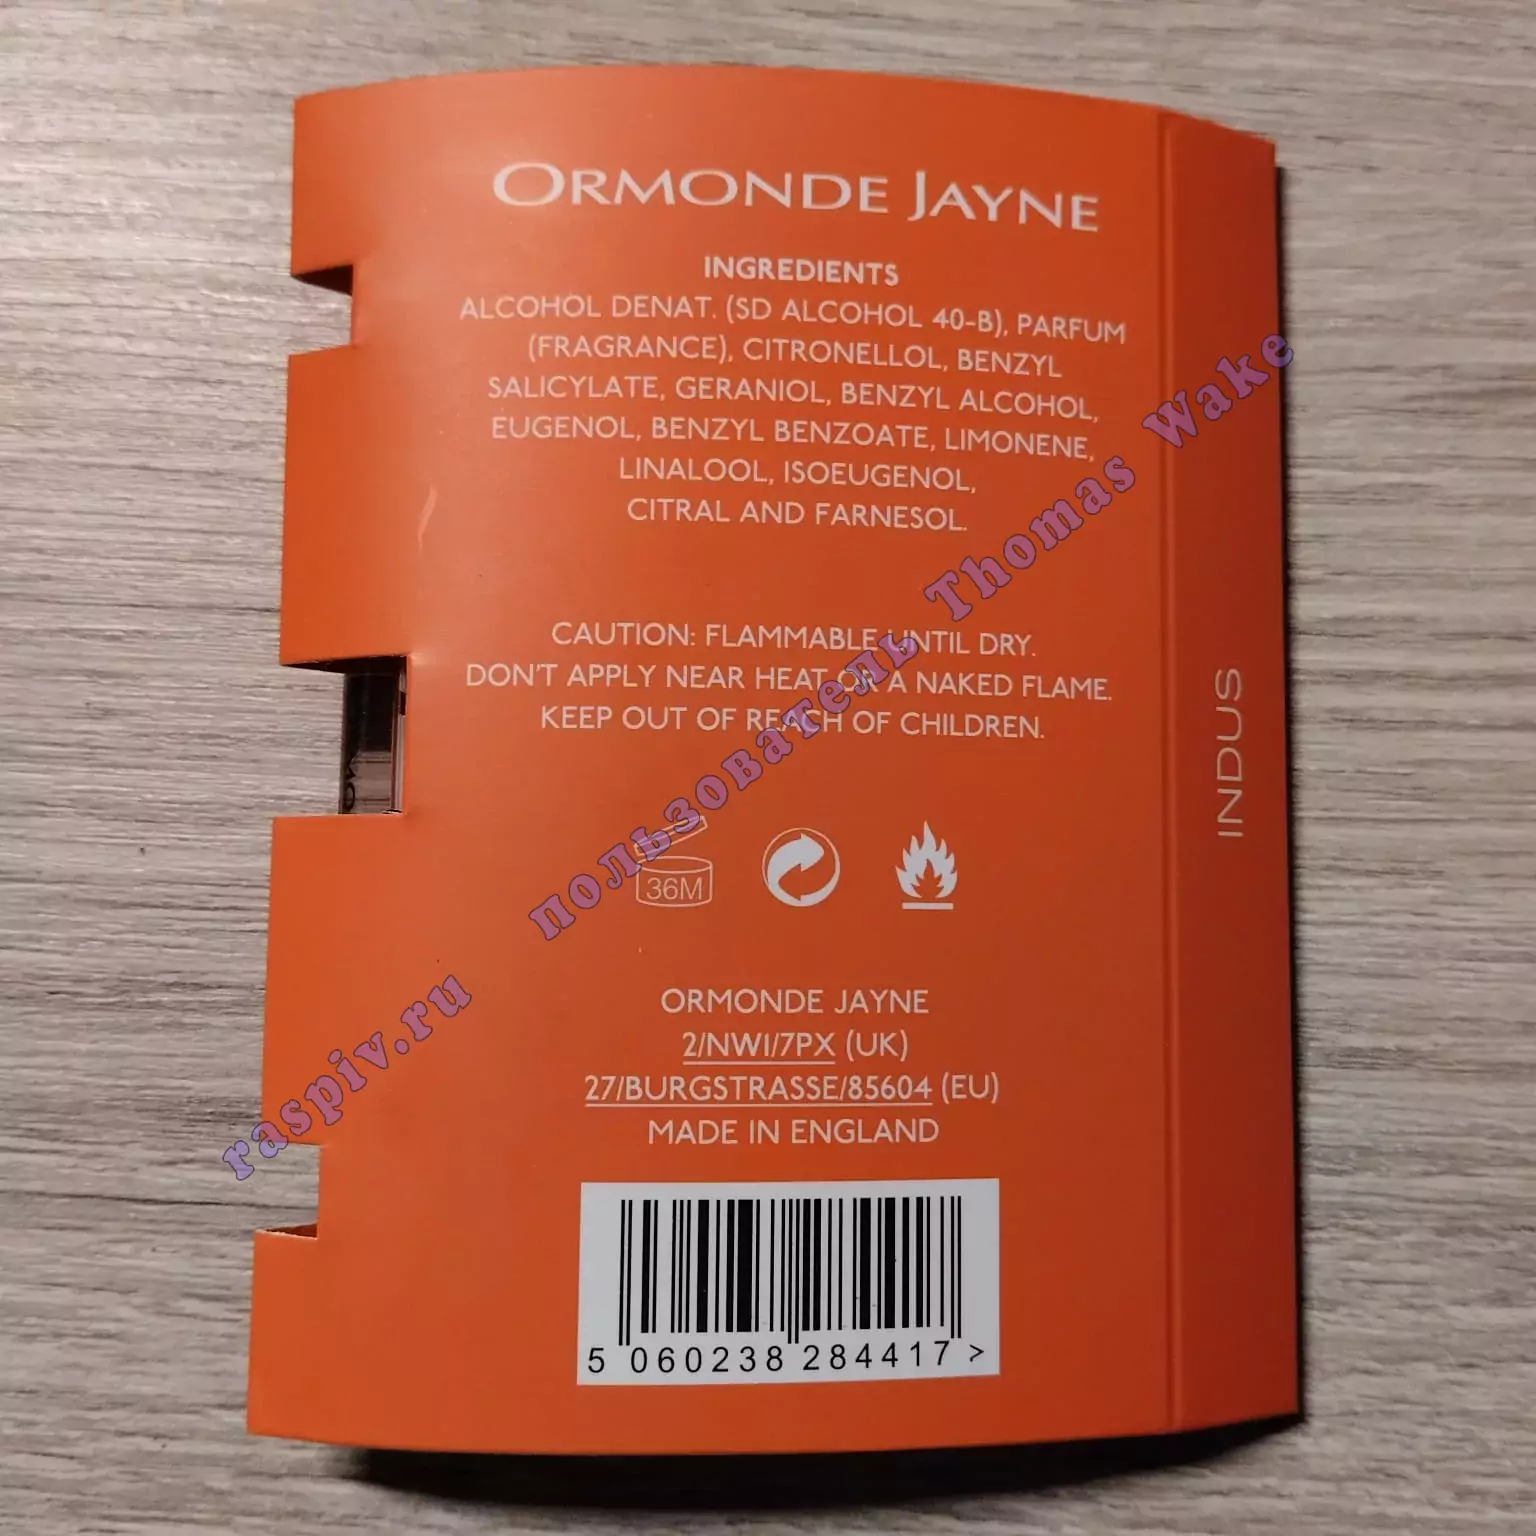 ORMONDE JAYNE
INGREDIENTS
ALCOHOL DENAT. (SD ALCOHOL 40-B), PARFUM
(FRAGRANCE), CITRONELLOL, BENZYL
SALICYLATE, GERANIOL, BENZYL ALCOHOL,
EUGENOL, BENZYL BENZOATE, LIMONENE,
LINALOOL, ISOEUGENOL,
CITRAL AND FARNESOL.
CAUTION: FLAMMABLE UNTIL DRY.
DON'T APPLY NEAR HEAT OR A NAKED FLAME.
KEEP OUT OF REACH OF CHILDREN.
36M
ORMONDE JAYNE
2/NW1/7PX (UK)
27/BURGSTRASSE/85604 (EU)
MADE IN ENGLAND
5 060238 284417 >
INDUS
raspiv.ru пользователь Thomas Wake